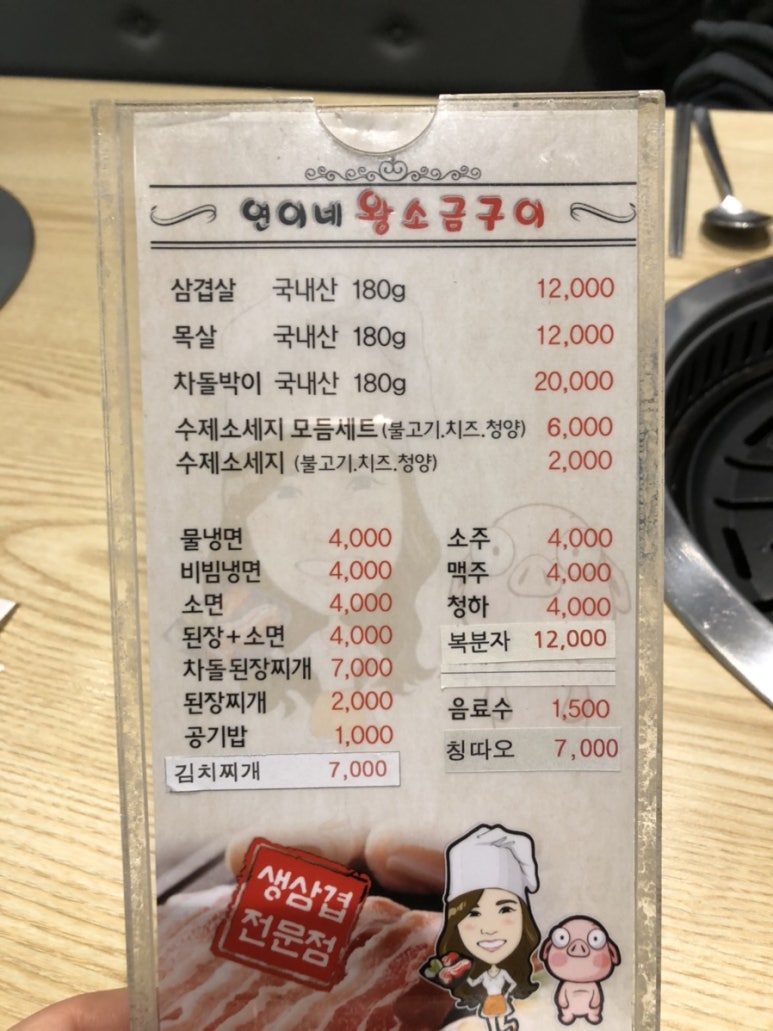 연이네 왕소금구이
삼겹살 국내산 180g 12,000
목살 국내산 180g 12,000
차돌박이 국내산 180g 20,000
수제소세지 모듬세트 (불고기.치즈.청양) 6,000
수제소세지 (불고기.치즈.청양) 2,000
물냉면 4,000
비빔냉면 4,000
소면 4,000
된장+소면 4,000
차돌된장찌개 7,000
된장찌개 2,000
공기밥 1,000
김치찌개 7,000
소주 4,000
맥주 4,000
청하 4,000
복분자 12,000
음료수 1,500
칭따오 7,000
생삼겹
전문점